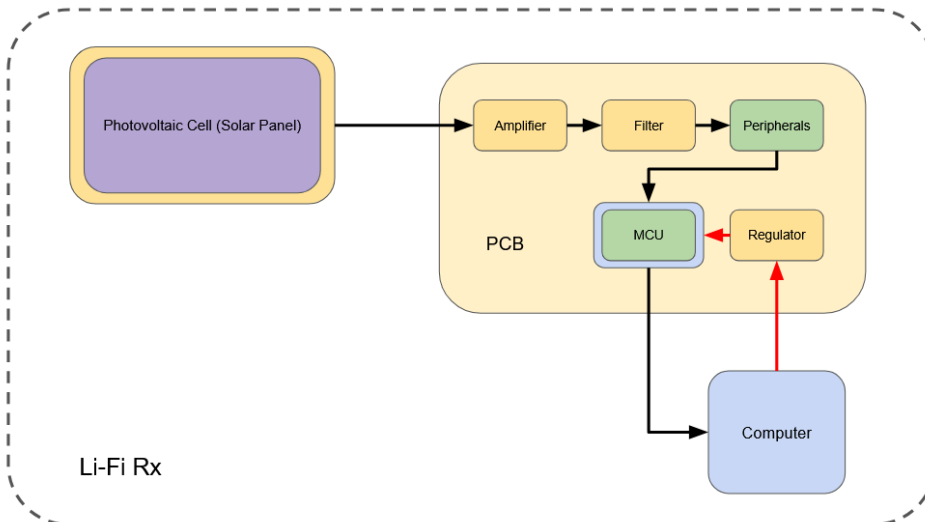 Photovoltaic Cell (Solar Panel)
Amplifier
Filter
Peripherals
MCU
Regulator
PCB
Computer
Li-Fi Rx